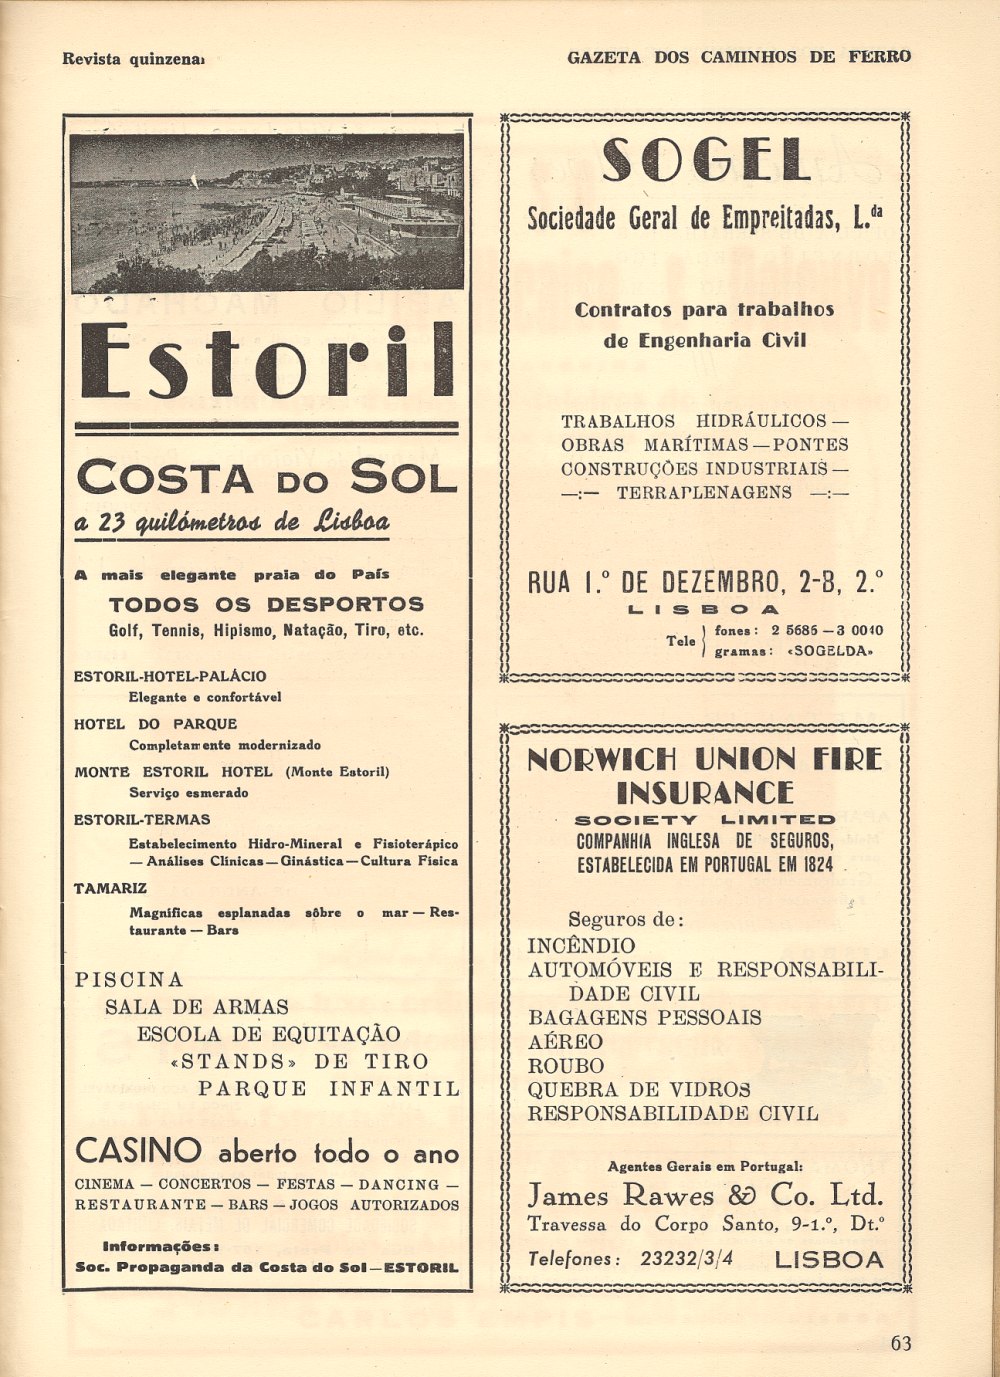 Revista quinzenal
GAZETA DOS CAMINHOS DE FERRO
Estoril
COSTA DO SOL
a 23 quilómetros de Lisboa
A mais elegante praia do País
TODOS OS DESPORTOS
Golf, Tennis, Hipismo, Natação, Tiro, etc.
ESTORIL-HOTEL-PALÁCIO
Elegante e confortável
HOTEL DO PARQUE
Completamente modernizado
MONTE ESTORIL HOTEL (Monte Estoril)
Serviço esmerado
ESTORIL-TERMAS
Estabelecimento Hidro-Mineral e Fisioterápico
— Análises Clínicas — Ginástica — Cultura Física
TAMARIZ
Magníficas esplanadas sôbre o mar — Res-
taurante — Bars
PISCINA
SALA DE ARMAS
ESCOLA DE EQUITAÇÃO
«STANDS» DE TIRO
PARQUE INFANTIL
CASINO aberto todo o ano
CINEMA — CONCERTOS — FESTAS — DANCING —
RESTAURANTE — BARS — JOGOS AUTORIZADOS
Informações:
Soc. Propaganda da Costa do Sol — ESTORIL
SOGEL
Sociedade Geral de Empreitadas, L.da
Contratos para trabalhos
de Engenharia Civil
TRABALHOS HIDRÁULICOS —
OBRAS MARÍTIMAS — PONTES
CONSTRUÇÕES INDUSTRIAIS —
—:— TERRAPLENAGENS —:—
RUA 1.º DE DEZEMBRO, 2-B, 2.º
LISBOA
Tele fones: 2 5686 — 3 0040
gramas: «SOGELDA»
NORWICH UNION FIRE
INSURANCE
SOCIETY LIMITED
COMPANHIA INGLESA DE SEGUROS,
ESTABELECIDA EM PORTUGAL EM 1824
Seguros de:
INCÊNDIO
AUTOMÓVEIS E RESPONSABILI-
DADE CIVIL
BAGAGENS PESSOAIS
AÉREO
ROUBO
QUEBRA DE VIDROS
RESPONSABILIDADE CIVIL
Agentes Gerais em Portugal:
James Rawes & Co. Ltd.
Travessa do Corpo Santo, 9-1.º, Dt.º
Telefones: 23232/3/4 LISBOA
63